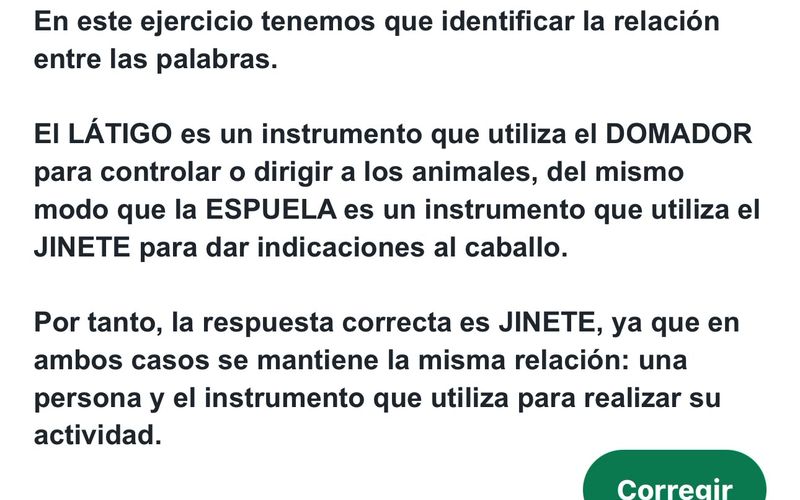 En este ejercicio tenemos que identificar la relación
entre las palabras.
El LÁTIGO es un instrumento que utiliza el DOMADOR
para controlar o dirigir a los animales, del mismo
modo que la ESPUELA es un instrumento que utiliza el
JINETE para dar indicaciones al caballo.
Por tanto, la respuesta correcta es JINETE, ya que en
ambos casos se mantiene la misma relación: una
persona y el instrumento que utiliza para realizar su
actividad.
Corregir